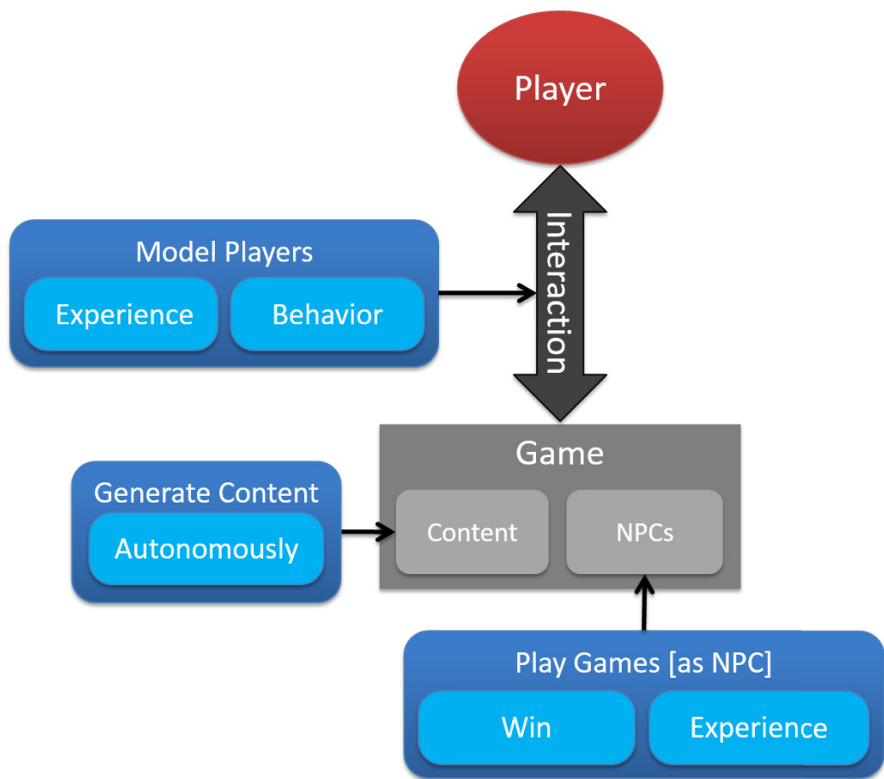 Player
Interaction
Model Players
Experience
Behavior
Game
Content
NPCs
Generate Content
Autonomously
Play Games [as NPC]
Win
Experience